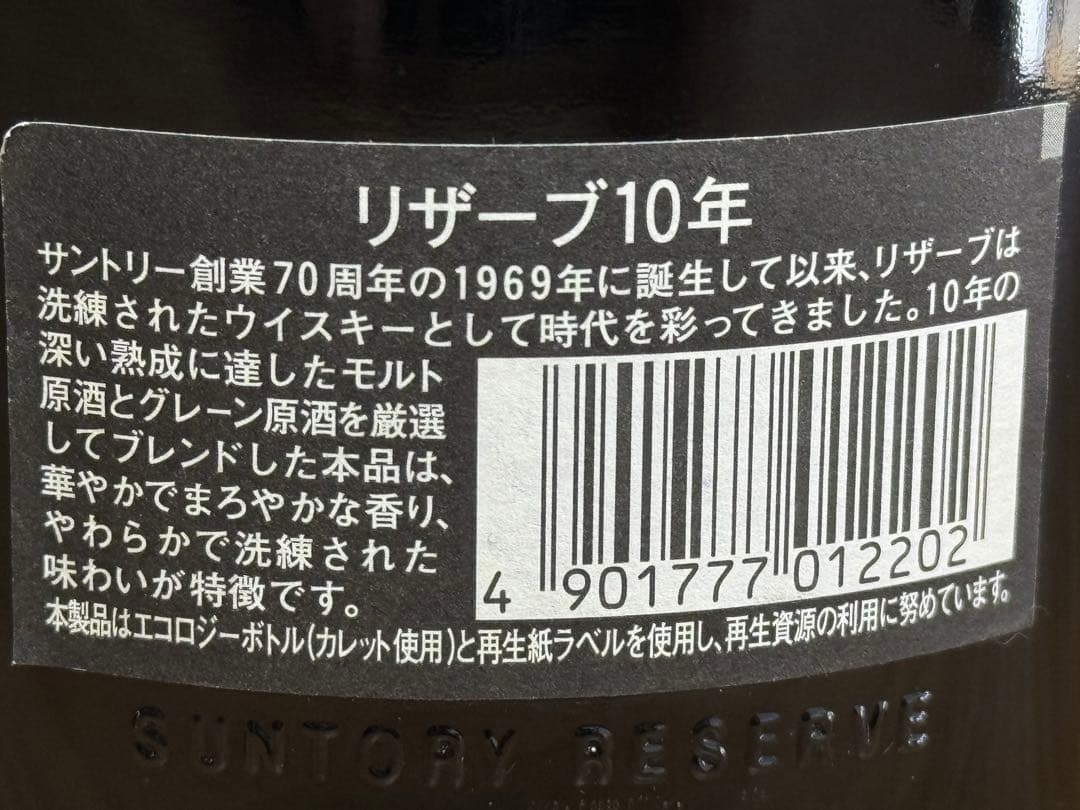 リザーブ10年
サントリー創業70周年の1969年に誕生して以来、リザーブは
洗練されたウイスキーとして時代を彩ってきました。10年の
深い熟成に達したモルト
原酒とグレーン原酒を厳選
してブレンドした本品は、
華やかでまろやかな香り、
やわらかで洗練された
味わいが特徴です。
4 901777 012202
本製品はエコロジーボトル(カレット使用)と再生紙ラベルを使用し、再生資源の利用に努めています。
SUNTORY RESERVE